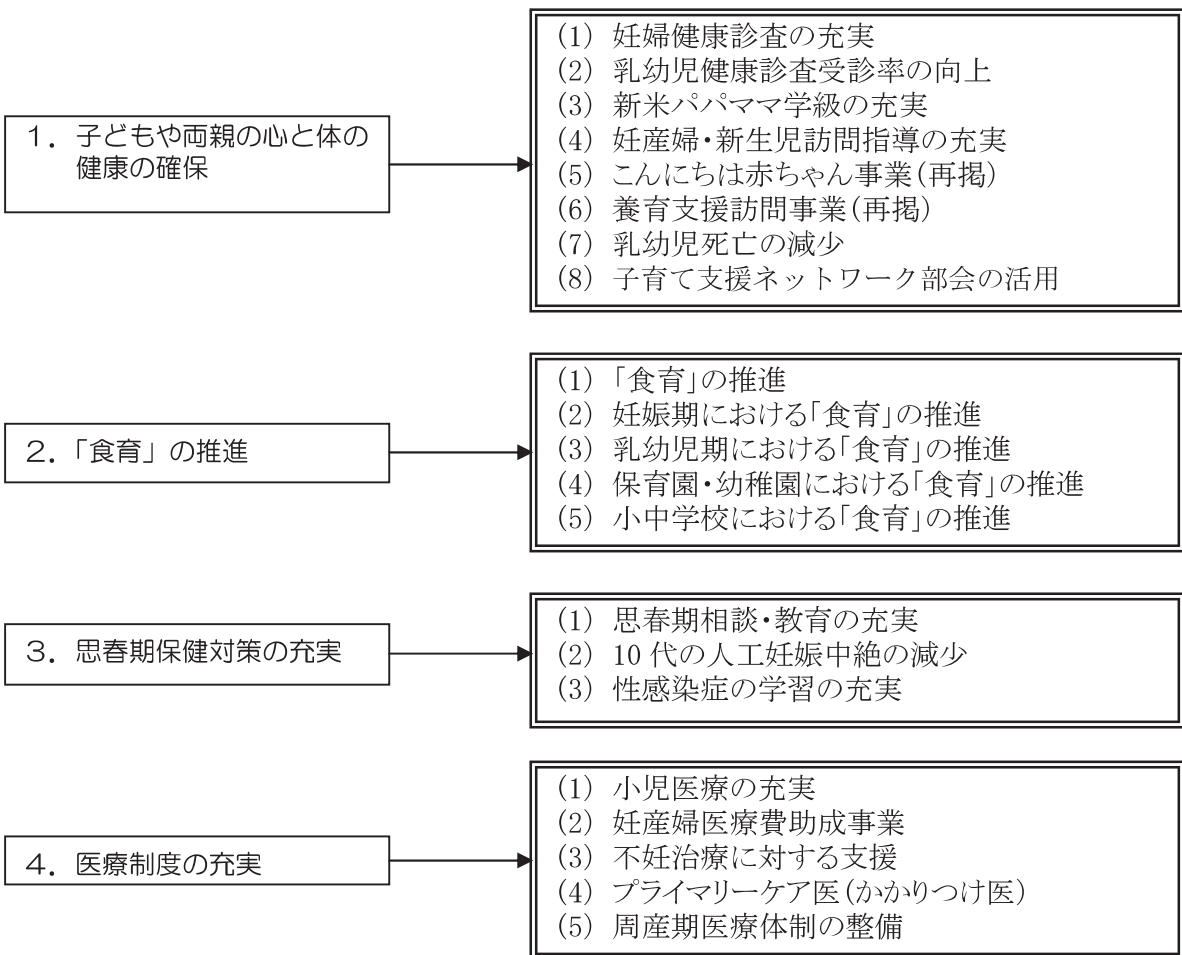 1．子どもや両親の心と体の
健康の確保
(1) 妊婦健康診査の充実
(2) 乳幼児健康診査受診率の向上
(3) 新米パパママ学級の充実
(4) 妊産婦・新生児訪問指導の充実
(5) こんにちは赤ちゃん事業(再掲)
(6) 養育支援訪問事業(再掲)
(7) 乳幼児死亡の減少
(8) 子育て支援ネットワーク部会の活用
2．「食育」の推進
(1) 「食育」の推進
(2) 妊娠期における「食育」の推進
(3) 乳幼児期における「食育」の推進
(4) 保育園・幼稚園における「食育」の推進
(5) 小中学校における「食育」の推進
3．思春期保健対策の充実
(1) 思春期相談・教育の充実
(2) 10代の人工妊娠中絶の減少
(3) 性感染症の学習の充実
4．医療制度の充実
(1) 小児医療の充実
(2) 妊産婦医療費助成事業
(3) 不妊治療に対する支援
(4) プライマリーケア医(かかりつけ医)
(5) 周産期医療体制の整備